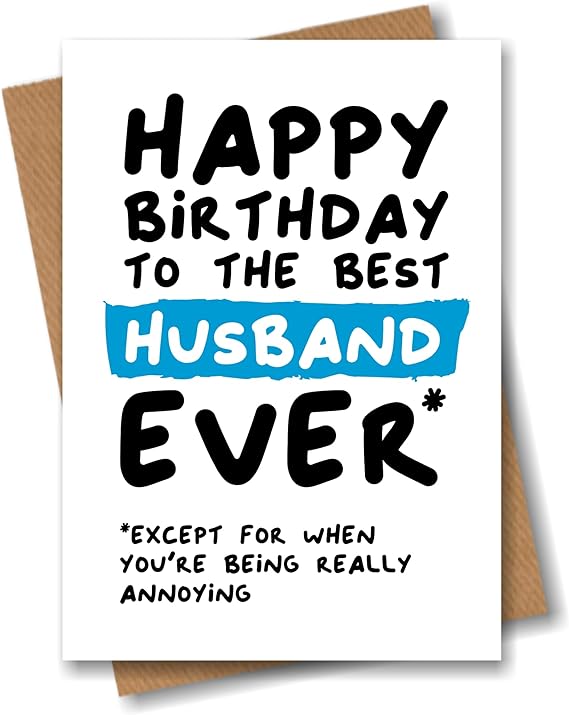 HAPPY
BIRTHDAY
TO THE BEST
HUSBAND
EVER*
*EXCEPT FOR WHEN
YOU'RE BEING REALLY
ANNOYING